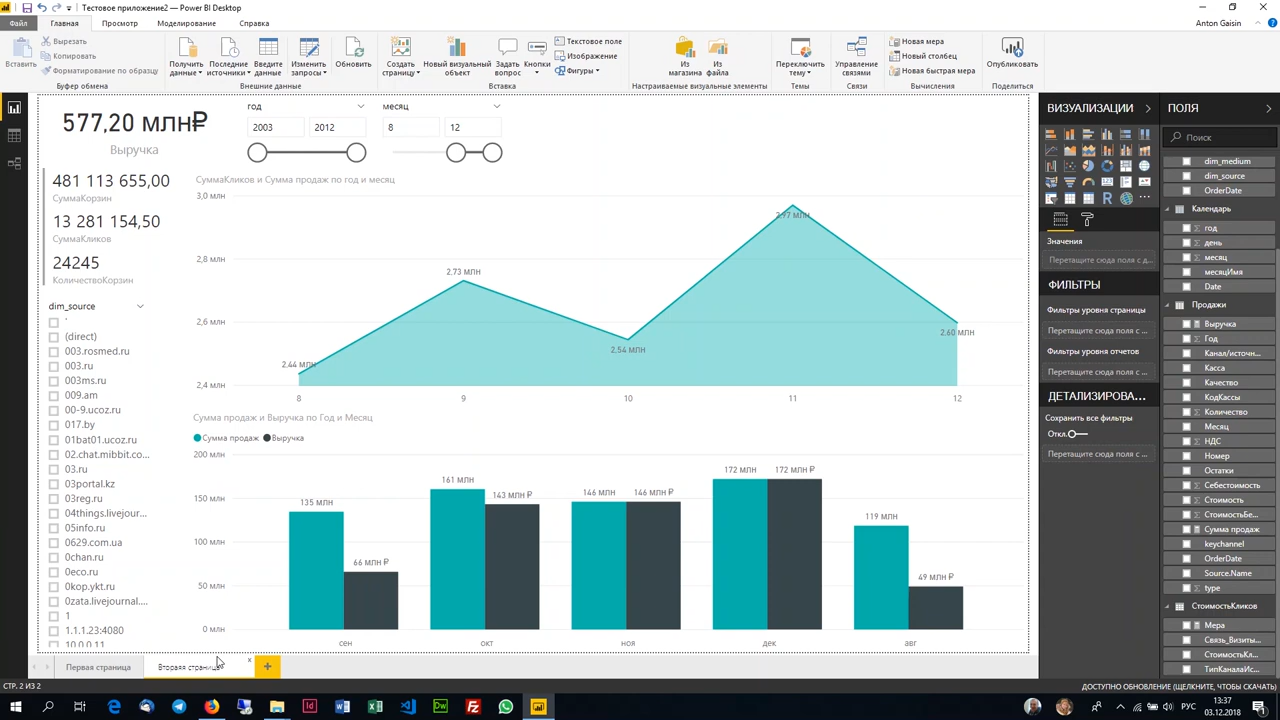 Тестовое приложение2 — Power BI Desktop
Файл Главная Просмотр Моделирование Справка
Anton Gaisin
Вставить
Вырезать
Копировать
Форматирование по образцу
Буфер обмена
Получить данные
Последние источники
Введите данные
Изменить запросы
Обновить
Внешние данные
Создать страницу
Новый визуальный объект
Задать вопрос
Кнопки
Текстовое поле
Изображение
Фигуры
Вставка
Из магазина
Из файла
Настраиваемые визуальные элементы
Переключить тему
Темы
Управление связями
Связи
Новая мера
Новый столбец
Новая быстрая мера
Вычисления
Опубликовать
Поделиться
577,20 млн₽
Выручка
481 113 655,00
СуммаКорзин
13 281 154,50
СуммаКликов
24245
КоличествоКорзин
год
2003 2012
месяц
8 12
dim_source
(direct)
003.rosmed.ru
003.ru
003ms.ru
009.am
00-9.ucoz.ru
017.by
01bat01.ucoz.ru
02.chat.mibbit.co...
03.ru
03portal.kz
03reg.ru
04things.livejour...
05info.ru
0629.com.ua
0chan.ru
0eco.ru
0kop.ykt.ru
0zata.livejournal....
1
1.1.1.23:4080
10.0.0.11
СуммаКликов и Сумма продаж по год и месяц
3,0 млн
2,8 млн
2,6 млн
2,4 млн
2.44 млн
2.73 млн
2.54 млн
2.97 млн
2.60 млн
8 9 10 11 12
Сумма продаж и Выручка по Год и Месяц
Сумма продаж Выручка
200 млн
150 млн
100 млн
50 млн
0 млн
135 млн
66 млн ₽
161 млн
143 млн ₽
146 млн
146 млн ₽
172 млн
172 млн ₽
119 млн
49 млн ₽
сен окт ноя дек авг
ВИЗУАЛИЗАЦИИ
Значения
Перетащите сюда поля с д...
ФИЛЬТРЫ
Фильтры уровня страницы
Перетащите сюда поля с ...
Фильтры уровня отчетов
Перетащите сюда поля с ...
ДЕТАЛИЗИРОВА...
Сохранить все фильтры
Откл.
Перетащите сюда поля с ...
ПОЛЯ
Поиск
dim_medium
dim_source
OrderDate
Календарь
год
день
месяц
месяцИмя
Date
Продажи
Выручка
Год
Канал/источн...
Касса
Качество
КодКассы
Количество
Месяц
НДС
Номер
Остатки
Себестоимость
Стоимость
СтоимостьБе...
Сумма продаж
keychannel
OrderDate
Source.Name
type
СтоимостьКликов
Мера
Связь_Визиты...
СтоимостьКл...
ТипКаналаИс...
Первая страница Вторая страница
СТР. 2 ИЗ 2
ДОСТУПНО ОБНОВЛЕНИЕ (ЩЕЛКНИТЕ, ЧТОБЫ СКАЧАТЬ)
РУС
13:37
03.12.2018